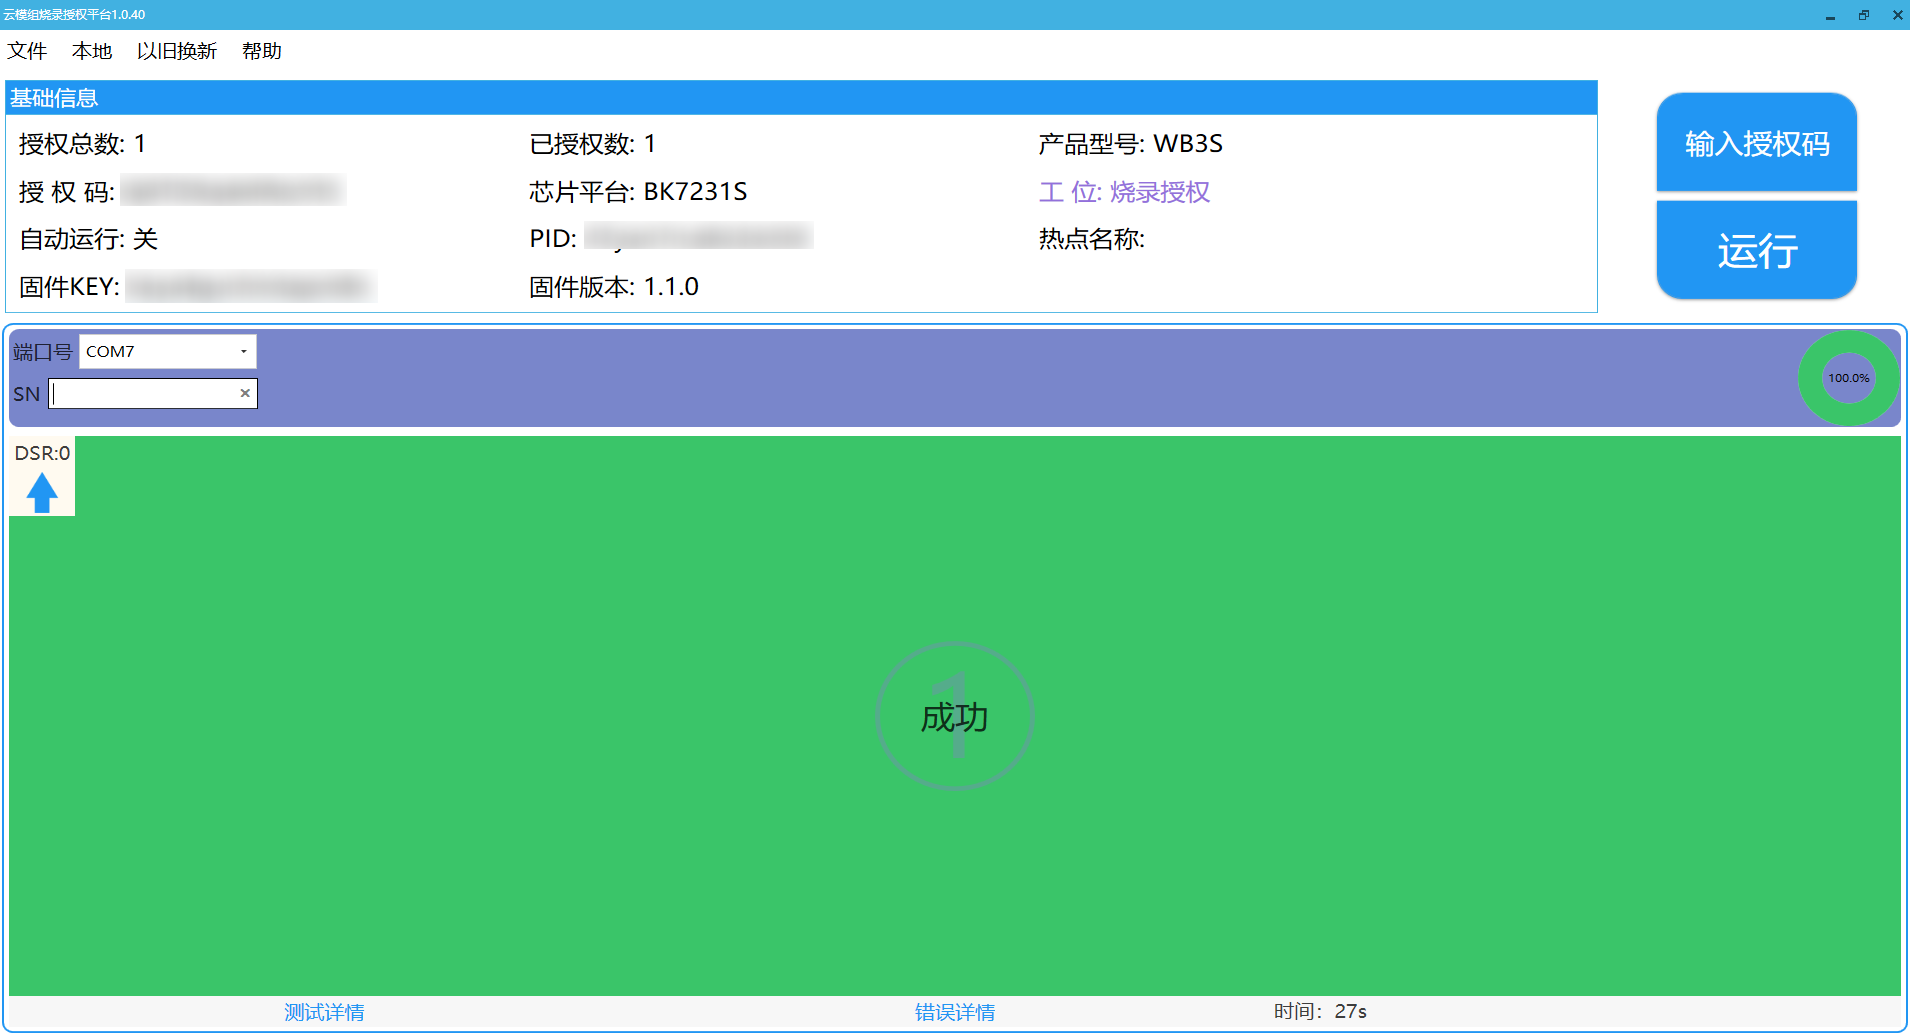 云模组烧录授权平台1.0.40
文件 本地 以旧换新 帮助
基础信息
授权总数: 1 已授权数: 1 产品型号: WB3S
授 权 码: 芯片平台: BK7231S 工 位: 烧录授权
自动运行: 关 PID: 热点名称:
固件KEY: 固件版本: 1.1.0
输入授权码
运行
端口号 COM7
SN
100.0%
DSR:0
1
成功
测试详情 错误详情 时间: 27s